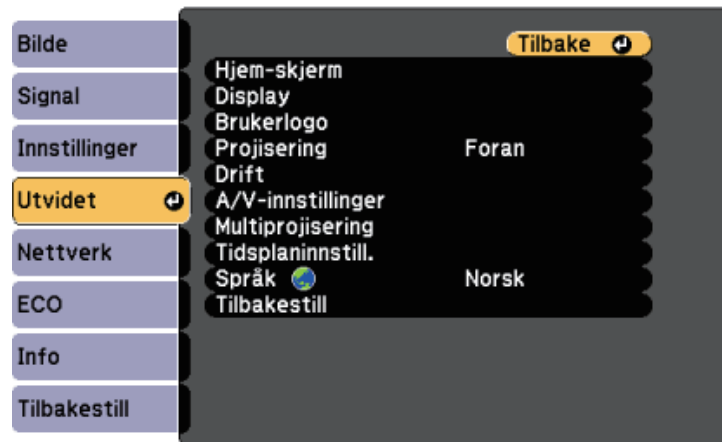 Bilde
Signal
Innstillinger
Utvidet
Nettverk
ECO
Info
Tilbakestill
Tilbake
Hjem-skjerm
Display
Brukerlogo
Projisering Foran
Drift
A/V-innstillinger
Multiprojisering
Tidsplaninnstill.
Språk Norsk
Tilbakestill